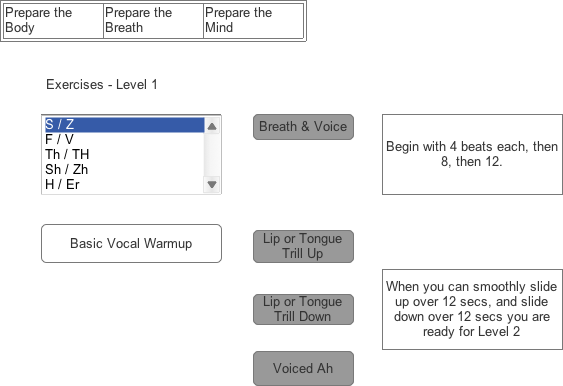 Prepare the Body
Prepare the Breath
Prepare the Mind
Exercises - Level 1
S / Z
F / V
Th / TH
Sh / Zh
H / Er
Breath & Voice
Begin with 4 beats each, then
8, then 12.
Basic Vocal Warmup
Lip or Tongue
Trill Up
Lip or Tongue
Trill Down
When you can smoothly slide
up over 12 secs, and slide
down over 12 secs you are
ready for Level 2
Voiced Ah